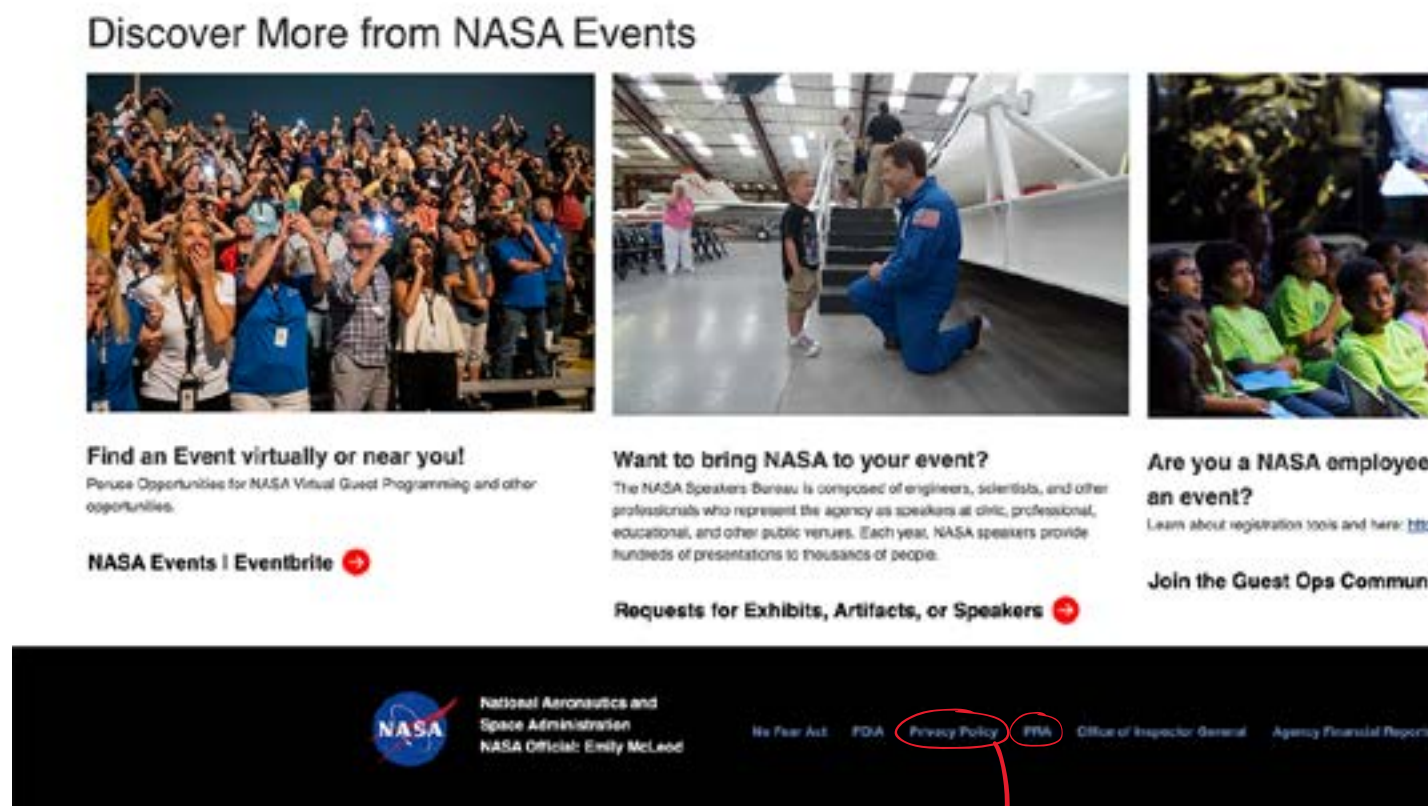 Discover More from NASA Events
Find an Event virtually or near you!
Peruse Opportunities for NASA Virtual Guest Programming and other
opportunities.
NASA Events | Eventbrite
Want to bring NASA to your event?
The NASA Speakers Bureau is composed of engineers, scientists, and other
professionals who represent the agency as speakers at civic, professional,
educational, and other public venues. Each year, NASA speakers provide
hundreds of presentations to thousands of people.
Requests for Exhibits, Artifacts, or Speakers
Are you a NASA employee
an event?
Learn about registration tools and here:
Join the Guest Ops Commun
NASA
National Aeronautics and
Space Administration
NASA Official: Emily McLeod
No Fear Act FOIA Privacy Policy PRA Office of Inspector General Agency Financial Reports